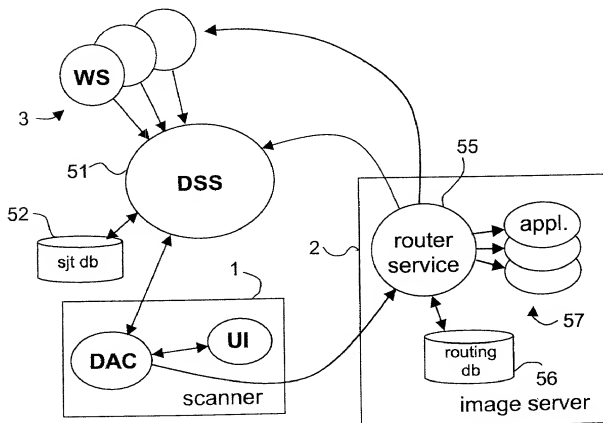 WS
3
51
DSS
52
sjt db
1
DAC
UI
scanner
55
2
router
service
appl.
57
routing
db
56
image server